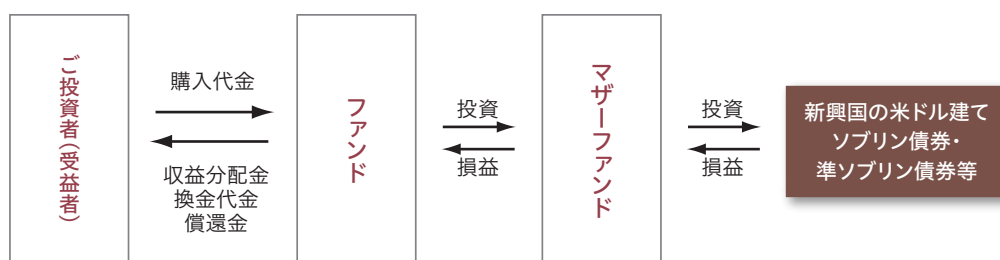 ご投資者(受益者)
購入代金
収益分配金
換金代金
償還金
ファンド
投資
損益
マザーファンド
投資
損益
新興国の米ドル建て
ソブリン債券・
準ソブリン債券等